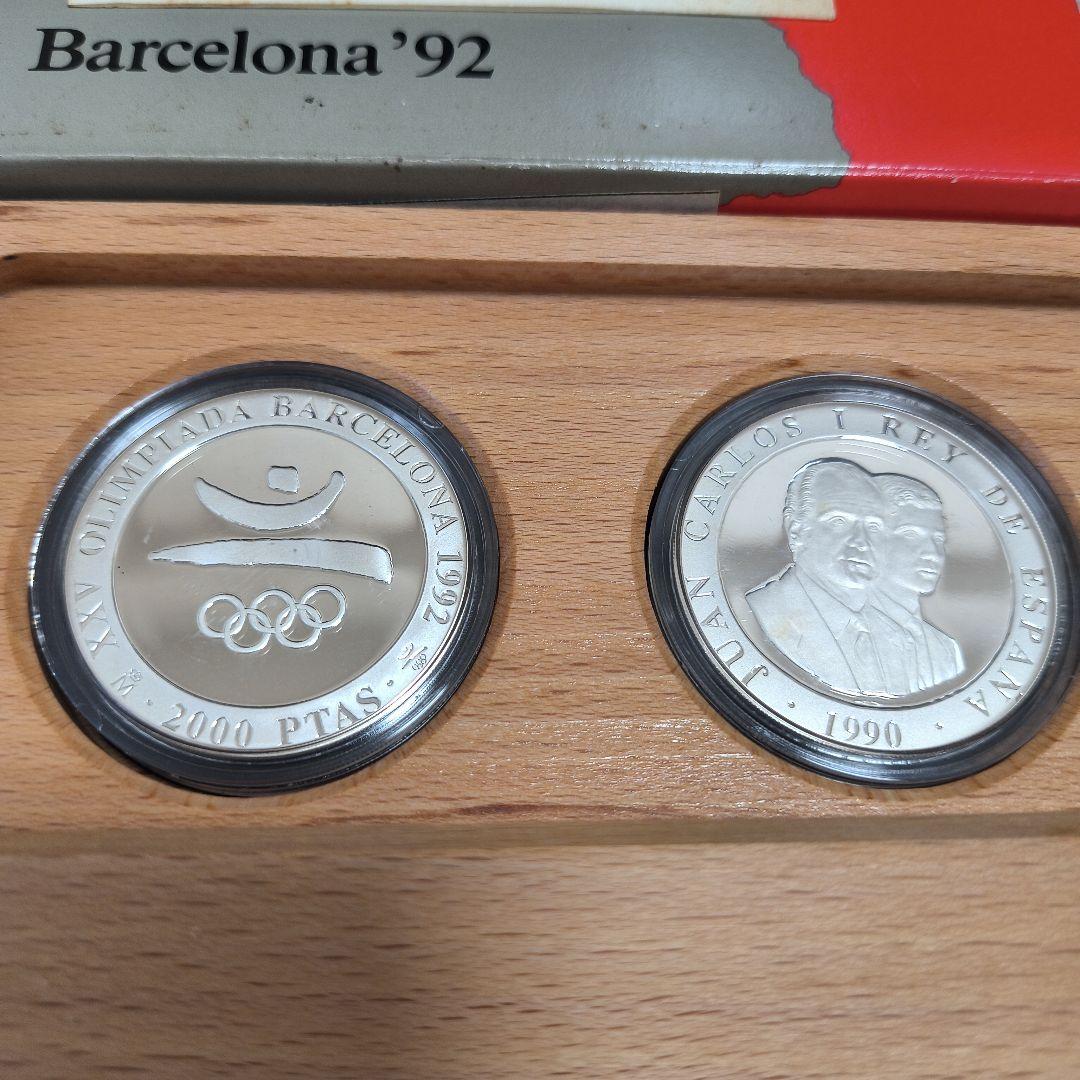 Barcelona '92
XXV OLIMPIADA BARCELONA 1992
M · 2000 PTAS ·
JUAN CARLOS I REY DE ESPAÑA
· 1990 ·